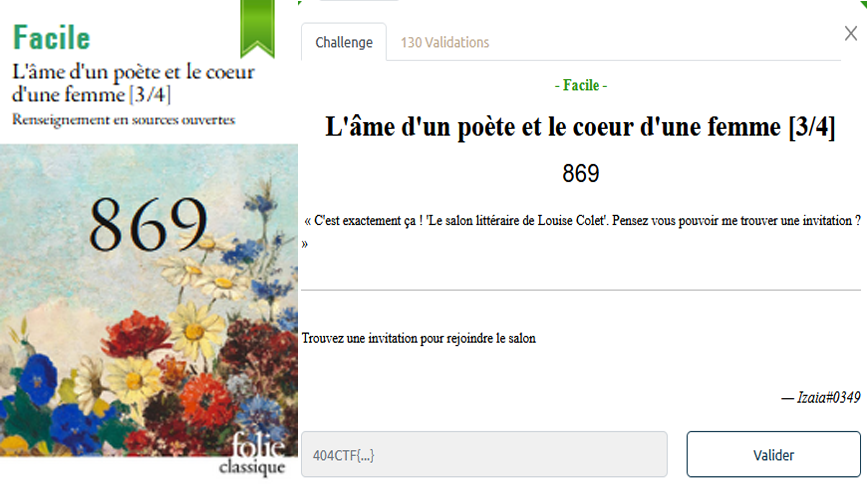 Facile
L'âme d'un poète et le coeur
d'une femme [3/4]
Renseignement en sources ouvertes
869
folie
classique
Challenge
130 Validations
- Facile -
L'âme d'un poète et le coeur d'une femme [3/4]
869
« C'est exactement ça ! 'Le salon littéraire de Louise Colet'. Pensez vous pouvoir me trouver une invitation ?
»
Trouvez une invitation pour rejoindre le salon
— Izaia#0349
404CTF{...}
Valider